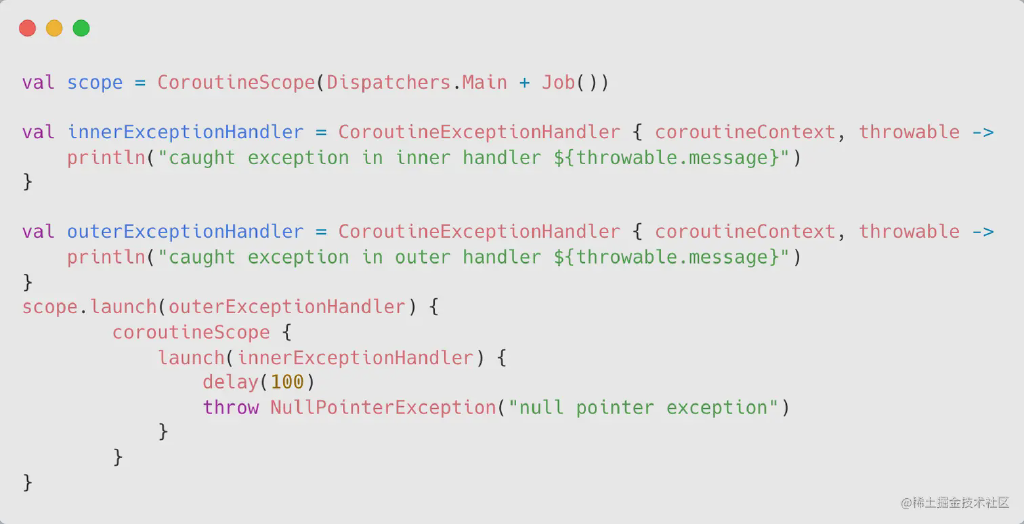 val scope = CoroutineScope(Dispatchers.Main + Job())
val innerExceptionHandler = CoroutineExceptionHandler { coroutineContext, throwable ->
    println("caught exception in inner handler ${throwable.message}")
}
val outerExceptionHandler = CoroutineExceptionHandler { coroutineContext, throwable ->
    println("caught exception in outer handler ${throwable.message}")
}
scope.launch(outerExceptionHandler) {
        coroutineScope {
            launch(innerExceptionHandler) {
                delay(100)
                throw NullPointerException("null pointer exception")
            }
        }
}
@稀土掘金技术社区